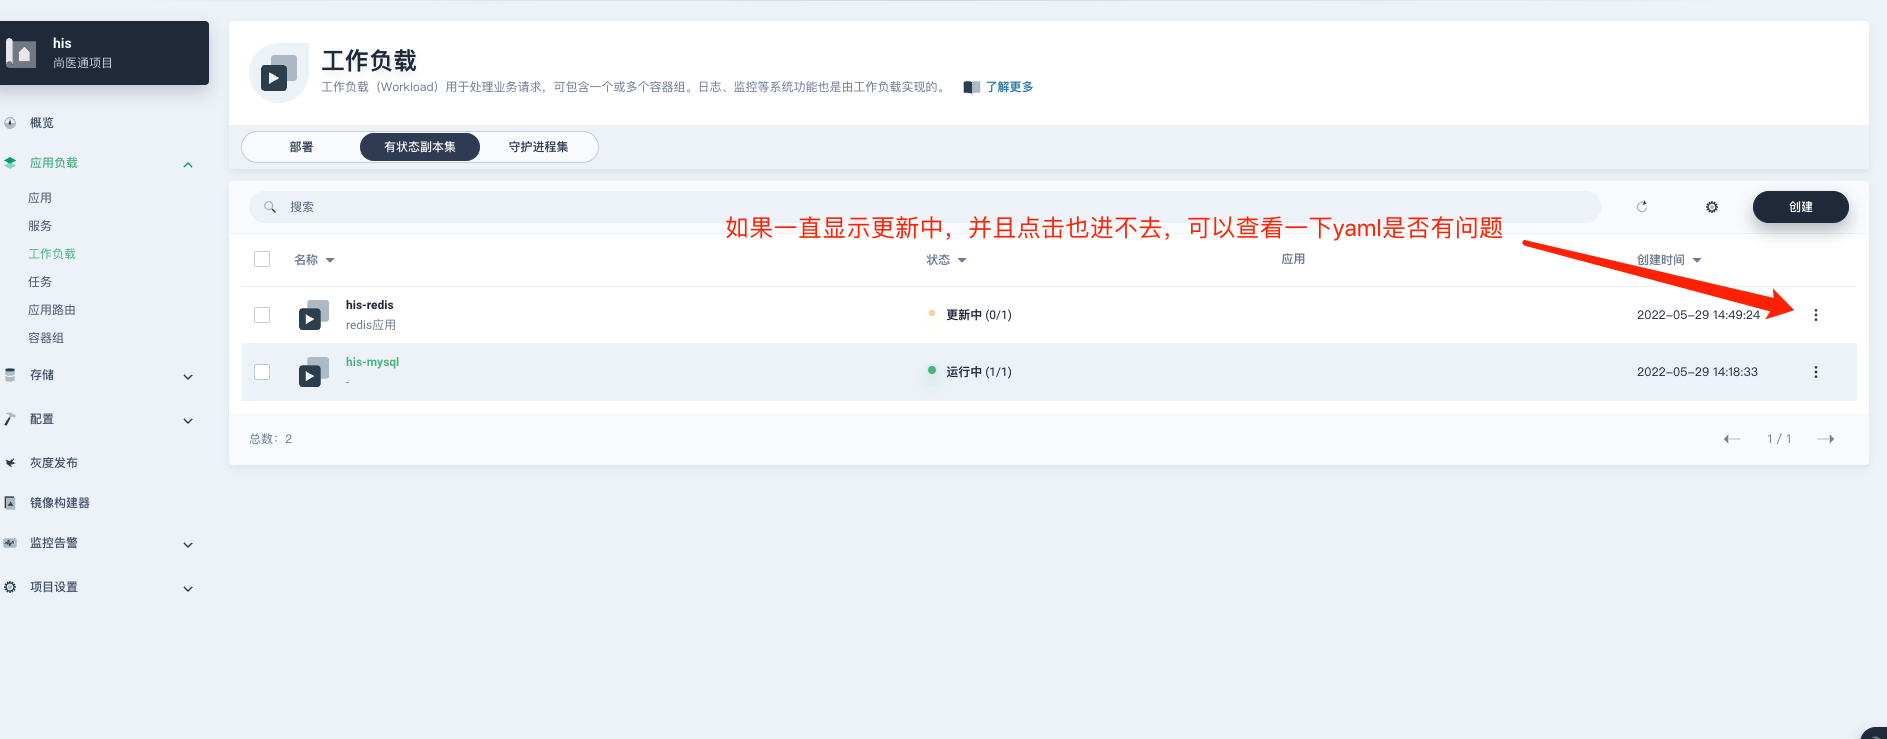 his
尚医通项目
概览
应用负载
应用
服务
工作负载
任务
应用路由
容器组
存储
配置
灰度发布
镜像构建器
监控告警
项目设置
工作负载
工作负载（Workload）用于处理业务请求，可包含一个或多个容器组。日志、监控等系统功能也是由工作负载实现的。 了解更多
部署 有状态副本集 守护进程集
搜索 创建
如果一直显示更新中，并且点击也进不去，可以查看一下yaml是否有问题
名称 状态 应用 创建时间
his-redis
redis应用
更新中 (0/1) 2022-05-29 14:49:24
his-mysql
-
运行中 (1/1) 2022-05-29 14:18:33
总数：2 1 / 1